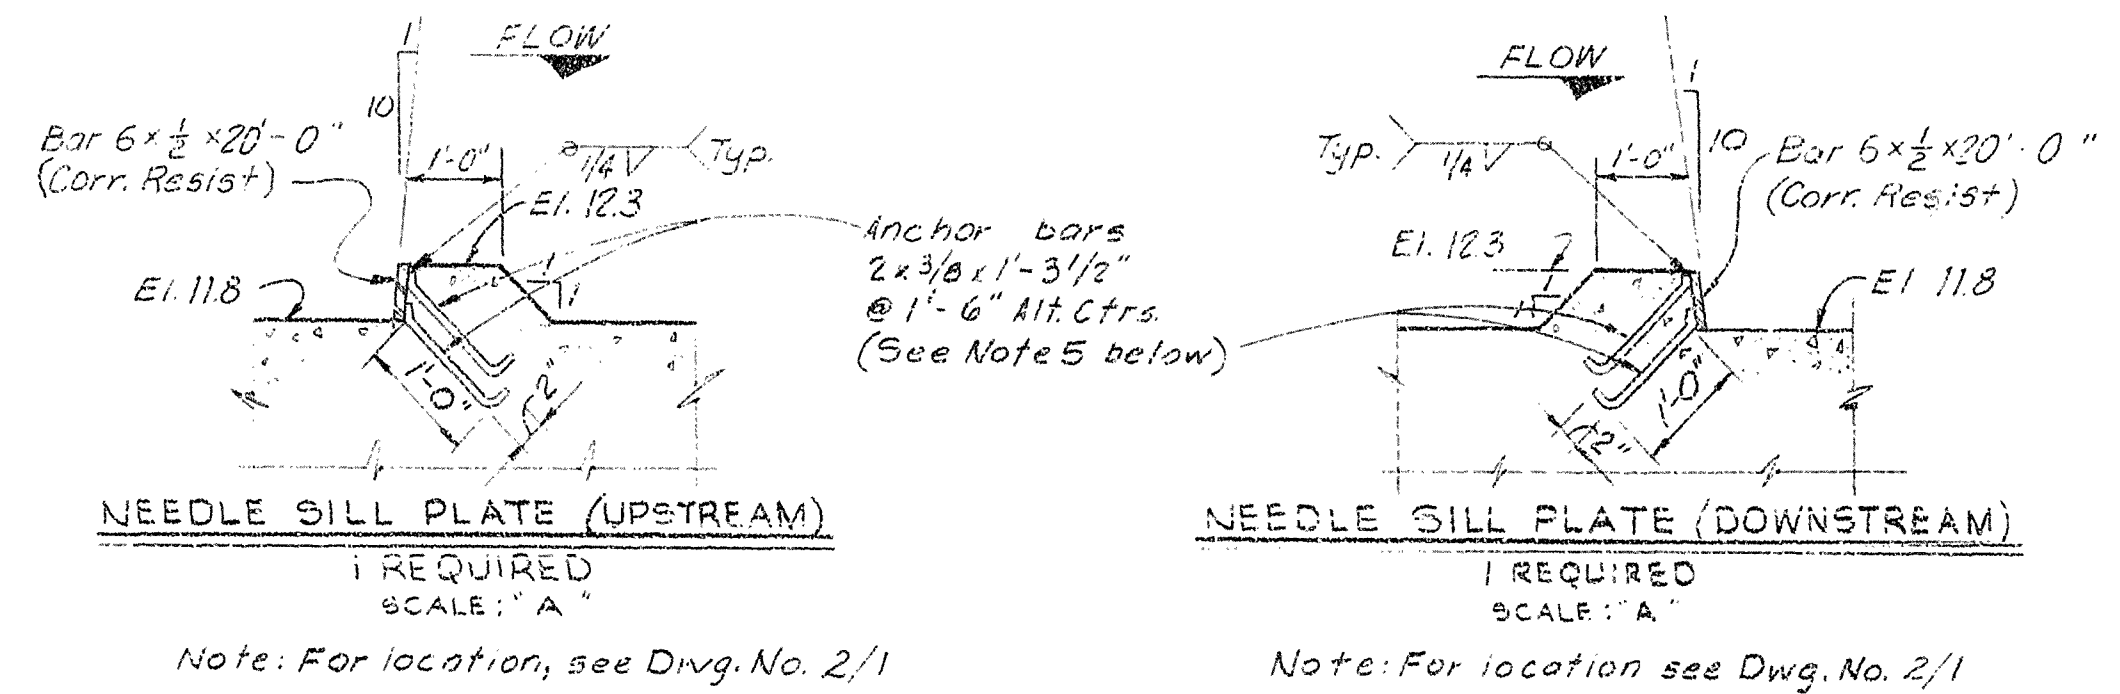 1
FLOW
10
Bar 6 x 1/2 x 20'-0"
(Corr. Resist)
1'-0"
1/4 V
Typ.
El. 12.3
El. 11.8
1
1
1'-0"
2"
Anchor bars
2 x 3/8 x 1'-3 1/2"
@ 1'-6" Alt. Ctrs.
(See Note 5 below)
NEEDLE SILL PLATE (UPSTREAM)
1 REQUIRED
SCALE: "A"
Note: For location, see Dwg. No. 2/1
FLOW
1
10
Typ.
1/4 V
1'-0"
Bar 6 x 1/2 x 20'-0"
(Corr. Resist)
El. 12.3
El 11.8
1
1
1'-0"
2"
NEEDLE SILL PLATE (DOWNSTREAM)
1 REQUIRED
SCALE: "A"
Note: For location see Dwg. No. 2/1